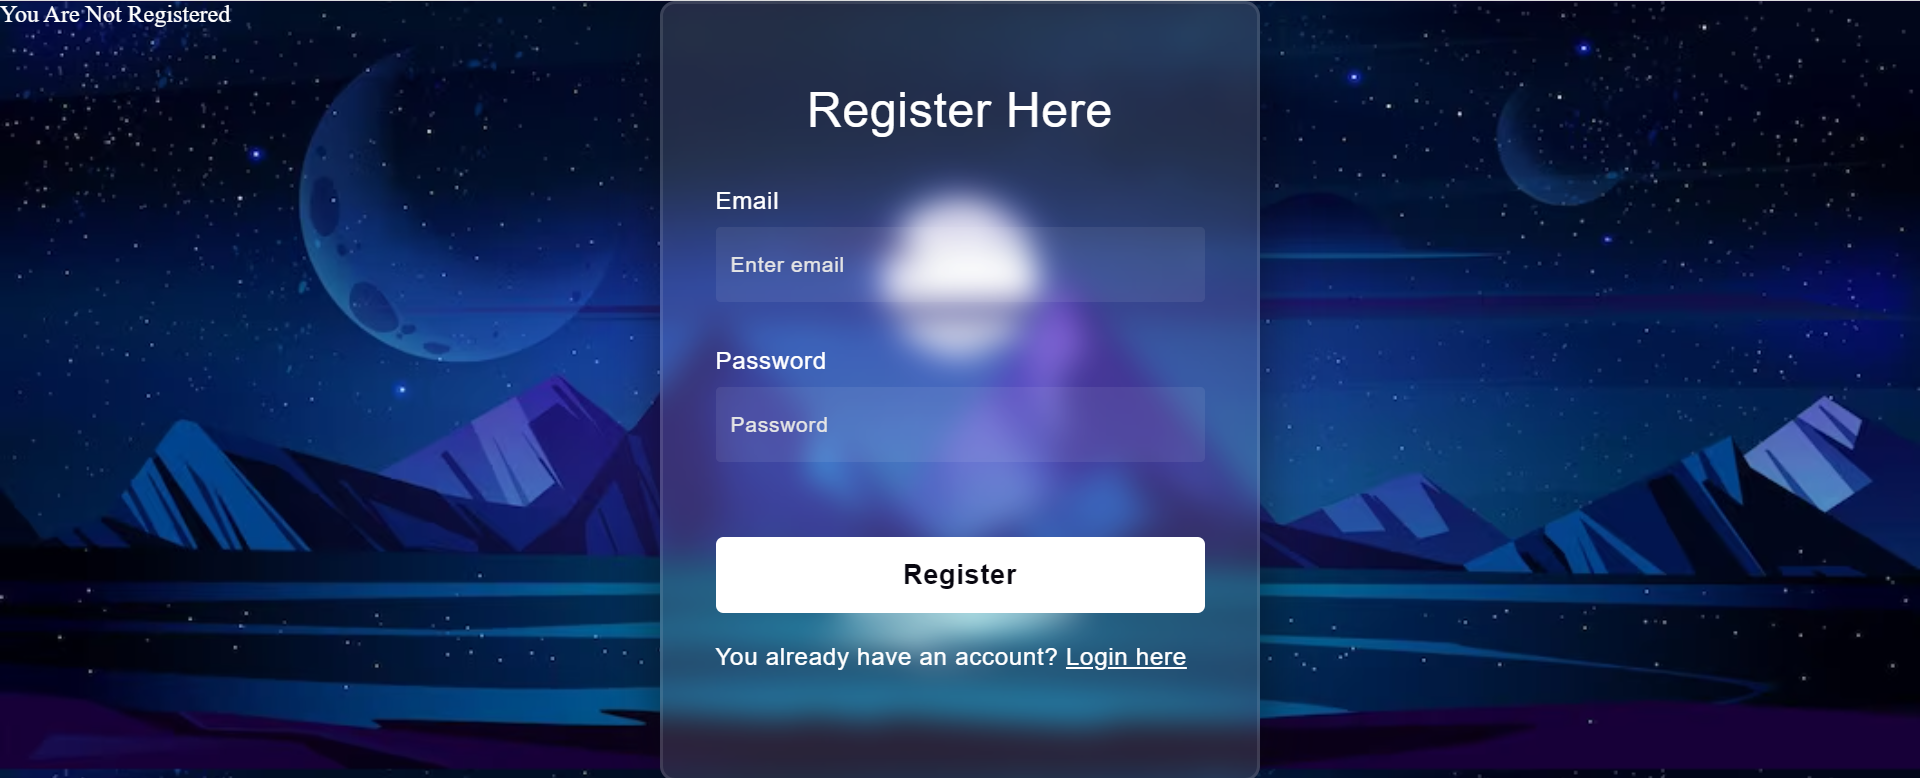 You Are Not Registered
Register Here
Email
Enter email
Password
Password
Register
You already have an account? Login here